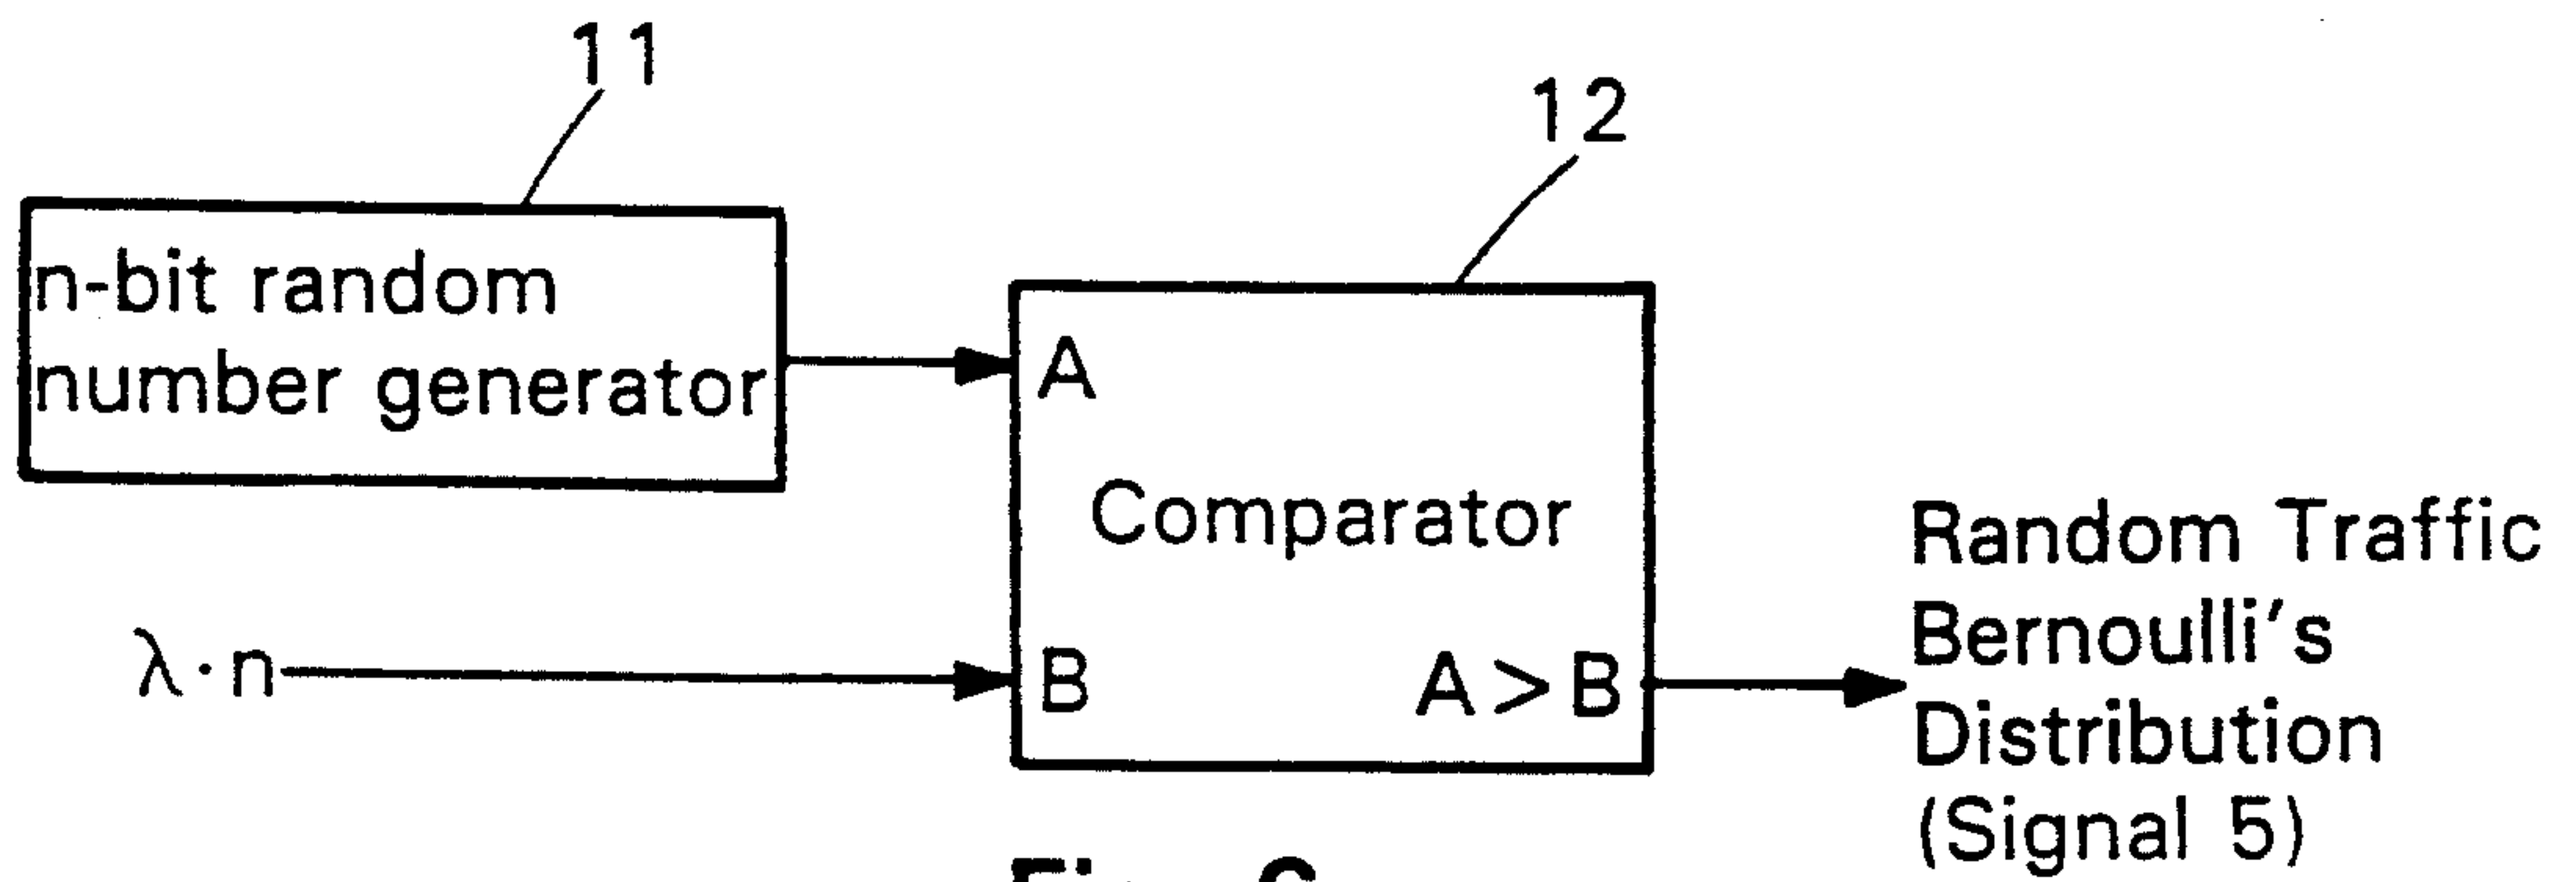 11
12
n-bit random
number generator
A
Comparator
λ·n
B
A > B
Random Traffic
Bernoulli's
Distribution
(Signal 5)